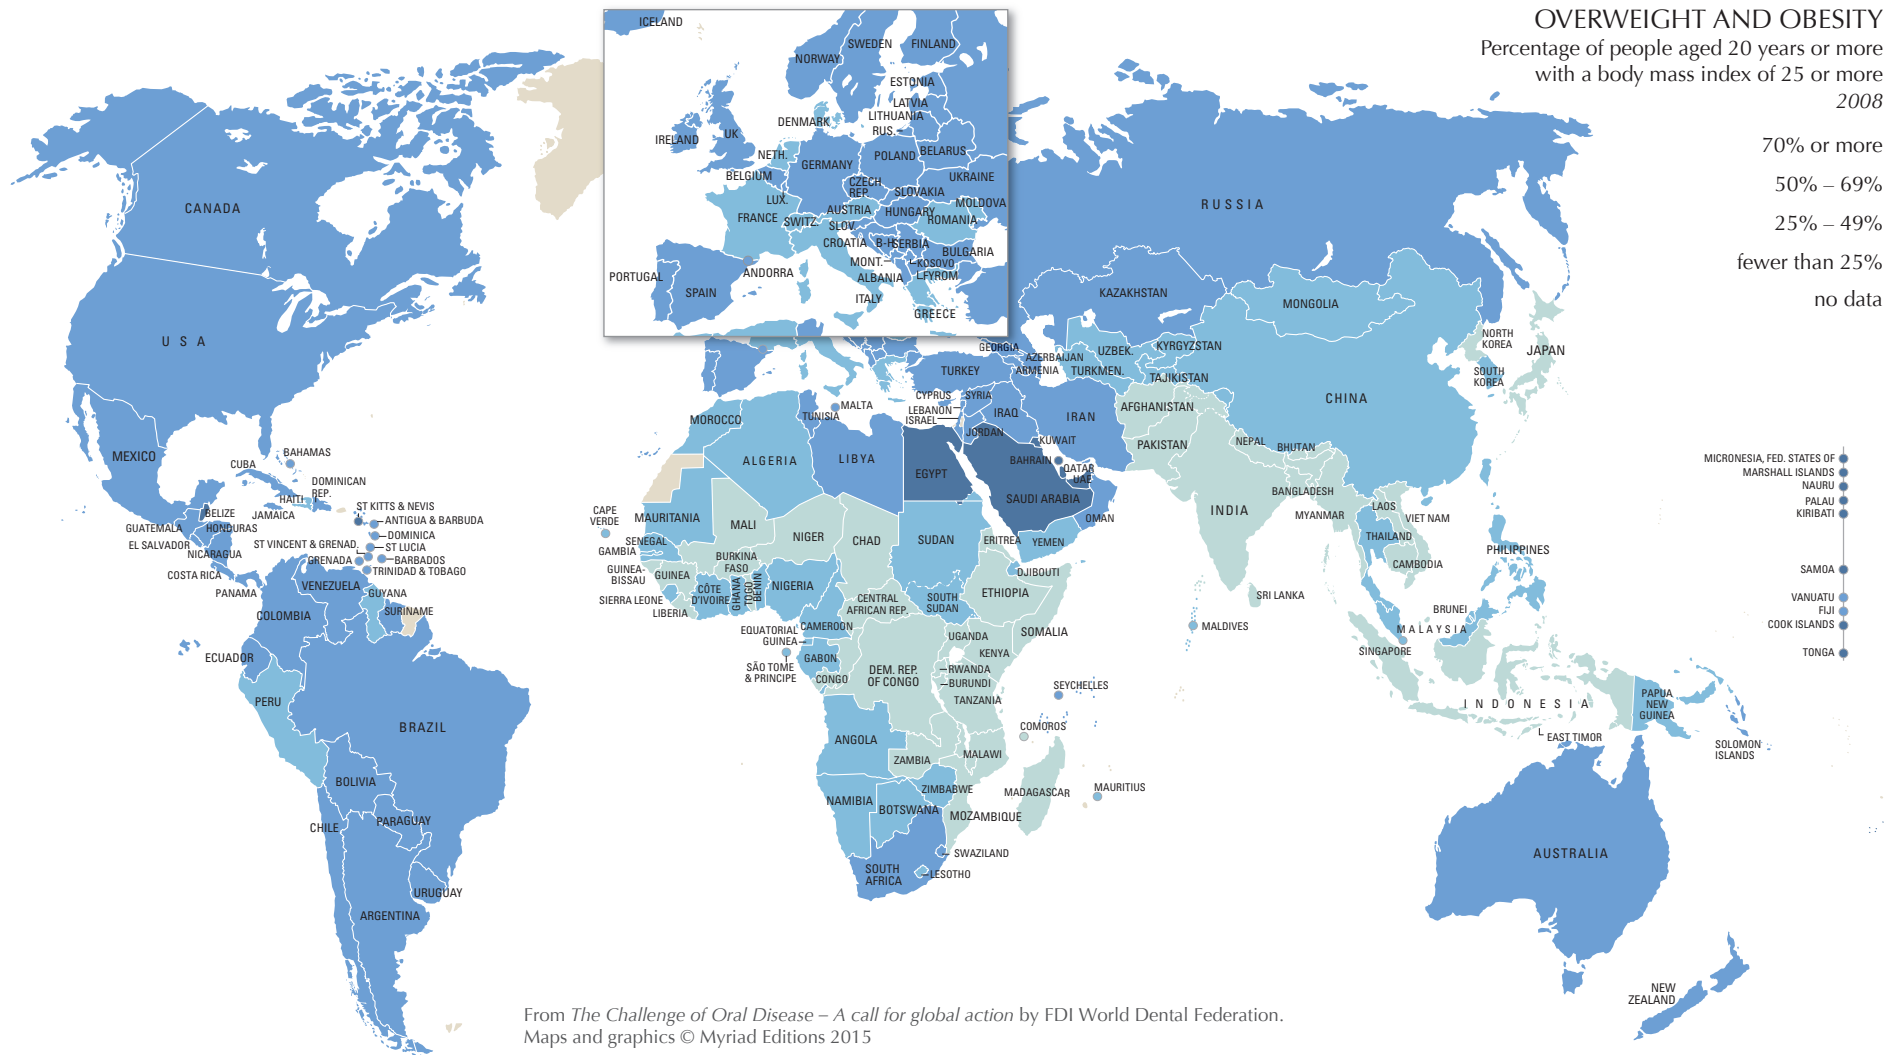 OVERWEIGHT AND OBESITY
Percentage of people aged 20 years or more
with a body mass index of 25 or more
2008
70% or more
50% – 69%
25% – 49%
fewer than 25%
no data
ICELAND
SWEDEN
FINLAND
NORWAY
ESTONIA
LATVIA
LITHUANIA
RUS.
DENMARK
IRELAND
UK
NETH.
BELGIUM
GERMANY
POLAND
BELARUS
CZECH
REP.
SLOVAKIA
UKRAINE
LUX.
FRANCE
SWITZ.
AUSTRIA
HUNGARY
MOLDOVA
ROMANIA
SLOV.
CROATIA
B-H
SERBIA
BULGARIA
MONT.
KOSOVO
ALBANIA
FYROM
ANDORRA
PORTUGAL
SPAIN
ITALY
GREECE
CANADA
U S A
MEXICO
BAHAMAS
CUBA
DOMINICAN
REP.
HAITI
JAMAICA
BELIZE
GUATEMALA
HONDURAS
EL SALVADOR
NICARAGUA
COSTA RICA
PANAMA
ST KITTS & NEVIS
ANTIGUA & BARBUDA
DOMINICA
ST VINCENT & GRENAD.
ST LUCIA
GRENADA
BARBADOS
TRINIDAD & TOBAGO
VENEZUELA
GUYANA
SURINAME
COLOMBIA
ECUADOR
PERU
BRAZIL
BOLIVIA
PARAGUAY
CHILE
URUGUAY
ARGENTINA
RUSSIA
KAZAKHSTAN
MONGOLIA
GEORGIA
AZERBAIJAN
ARMENIA
UZBEK.
KYRGYZSTAN
TURKMEN.
TAJIKISTAN
TURKEY
NORTH
KOREA
SOUTH
KOREA
JAPAN
CHINA
CYPRUS
SYRIA
LEBANON
ISRAEL
IRAQ
IRAN
JORDAN
KUWAIT
BAHRAIN
QATAR
UAE
SAUDI ARABIA
OMAN
YEMEN
AFGHANISTAN
PAKISTAN
NEPAL
BHUTAN
BANGLADESH
INDIA
MYANMAR
LAOS
VIET NAM
THAILAND
CAMBODIA
PHILIPPINES
SRI LANKA
MALDIVES
BRUNEI
MALAYSIA
SINGAPORE
INDONESIA
EAST TIMOR
PAPUA
NEW
GUINEA
SOLOMON
ISLANDS
AUSTRALIA
NEW
ZEALAND
MICRONESIA, FED. STATES OF
MARSHALL ISLANDS
NAURU
PALAU
KIRIBATI
SAMOA
VANUATU
FIJI
COOK ISLANDS
TONGA
MALTA
TUNISIA
MOROCCO
ALGERIA
LIBYA
EGYPT
CAPE
VERDE
MAURITANIA
MALI
NIGER
CHAD
SUDAN
ERITREA
DJIBOUTI
SENEGAL
GAMBIA
GUINEA-
BISSAU
GUINEA
SIERRA LEONE
LIBERIA
BURKINA
FASO
CÔTE
D'IVOIRE
GHANA
TOGO
BENIN
NIGERIA
CENTRAL
AFRICAN REP.
SOUTH
SUDAN
ETHIOPIA
SOMALIA
EQUATORIAL
GUINEA
CAMEROON
SÃO TOME
& PRINCIPE
GABON
CONGO
DEM. REP.
OF CONGO
UGANDA
KENYA
RWANDA
BURUNDI
TANZANIA
SEYCHELLES
COMOROS
ANGOLA
ZAMBIA
MALAWI
ZIMBABWE
NAMIBIA
BOTSWANA
MOZAMBIQUE
MADAGASCAR
MAURITIUS
SWAZILAND
LESOTHO
SOUTH
AFRICA
From The Challenge of Oral Disease – A call for global action by FDI World Dental Federation.
Maps and graphics © Myriad Editions 2015